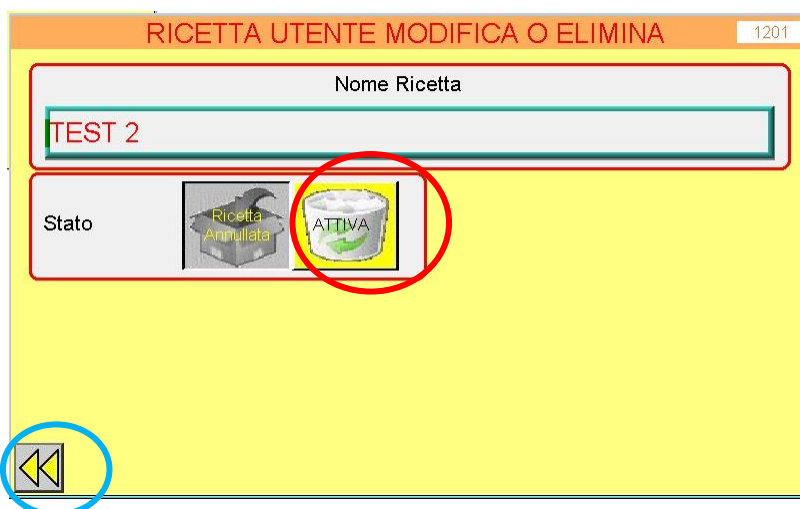 RICETTA UTENTE MODIFICA O ELIMINA 1201
Nome Ricetta
TEST 2
Stato
Ricetta
Annullata
ATTIVA